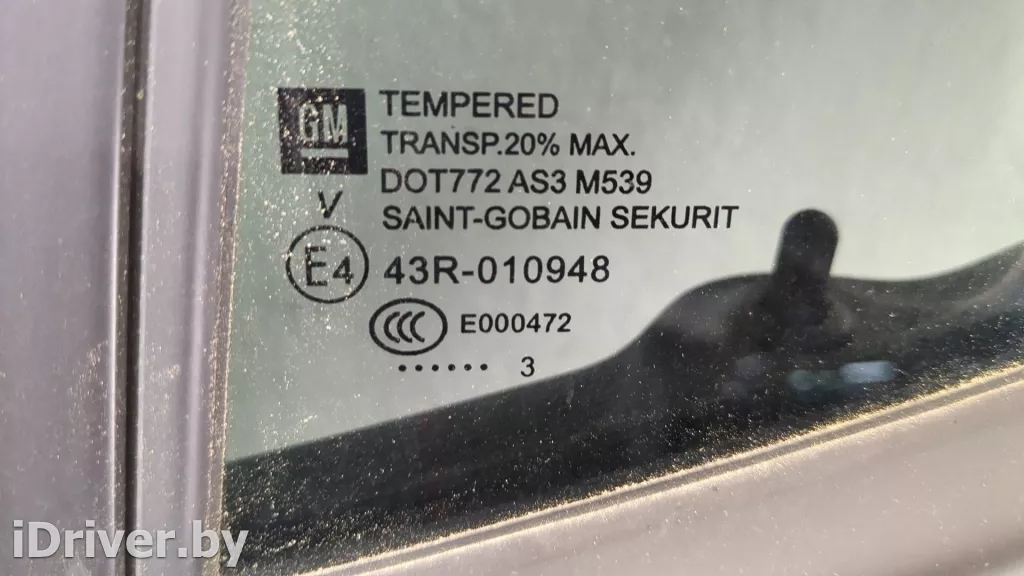 GM
TEMPERED
TRANSP.20% MAX.
DOT772 AS3 M539
V
SAINT-GOBAIN SEKURIT
E4
43R-010948
CCC
E000472
...... 3
iDriver.by